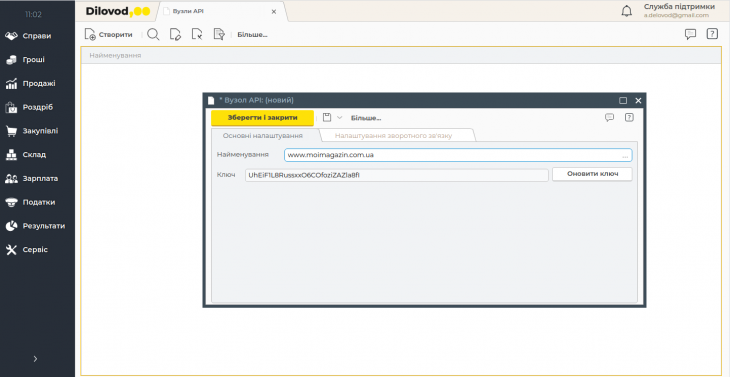 11:02
Dilovod
Вузли API
Служба підтримки
a.delovod@gmail.com
Створити
Більше...
Найменування
Справи
Гроші
Продажі
Роздріб
Закупівлі
Склад
Зарплата
Податки
Результати
Сервіс
* Вузол API: (новий)
Зберегти і закрити
Більше...
Основні налаштування
Налаштування зворотного зв'язку
Найменування
www.moimagazin.com.ua
Ключ
Оновити ключ